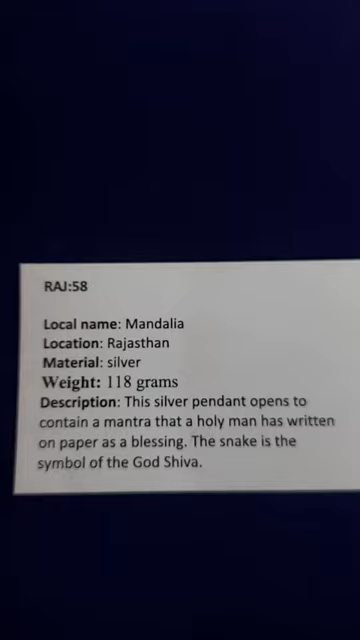 RAJ:58
Local name: Mandalia
Location: Rajasthan
Material: silver
Weight: 118 grams
Description: This silver pendant opens to
contain a mantra that a holy man has written
on paper as a blessing. The snake is the
symbol of the God Shiva.